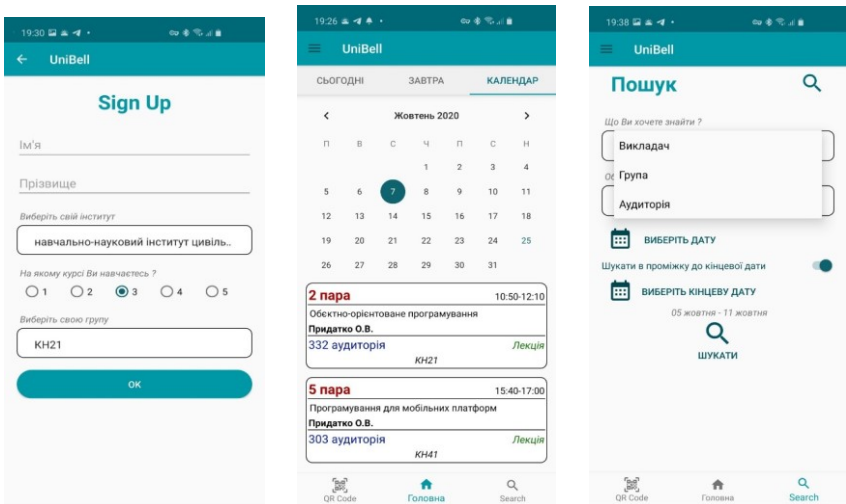 19:30
UniBell
Sign Up
Ім'я
Прізвище
Виберіть свій інститут
навчально-науковий інститут цивіль..
На якому курсі Ви навчаєтесь ?
1 2 3 4 5
Виберіть свою групу
КН21
ОК
19:26
UniBell
СЬОГОДНІ ЗАВТРА КАЛЕНДАР
< Жовтень 2020 >
П В С Ч П С Н
1 2 3 4
5 6 7 8 9 10 11
12 13 14 15 16 17 18
19 20 21 22 23 24 25
26 27 28 29 30 31
2 пара 10:50-12:10
Обєктно-орієнтоване програмування
Придатко О.В.
332 аудиторія Лекція
КН21
5 пара 15:40-17:00
Програмування для мобільних платформ
Придатко О.В.
303 аудиторія Лекція
КН41
QR Code Головна Search
19:38
UniBell
Пошук
Що Ви хочете знайти ?
Викладач
Група
Аудиторія
ВИБЕРІТЬ ДАТУ
Шукати в проміжку до кінцевої дати
ВИБЕРІТЬ КІНЦЕВУ ДАТУ
05 жовтня - 11 жовтня
ШУКАТИ
QR Code Головна Search